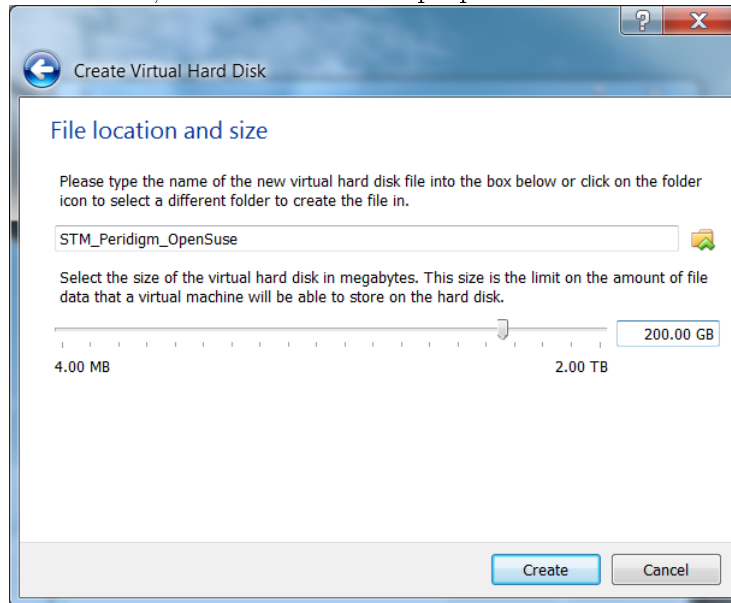 Create Virtual Hard Disk
File location and size
Please type the name of the new virtual hard disk file into the box below or click on the folder
icon to select a different folder to create the file in.
STM_Peridigm_OpenSuse
Select the size of the virtual hard disk in megabytes. This size is the limit on the amount of file
data that a virtual machine will be able to store on the hard disk.
200.00 GB
4.00 MB 2.00 TB
Create Cancel